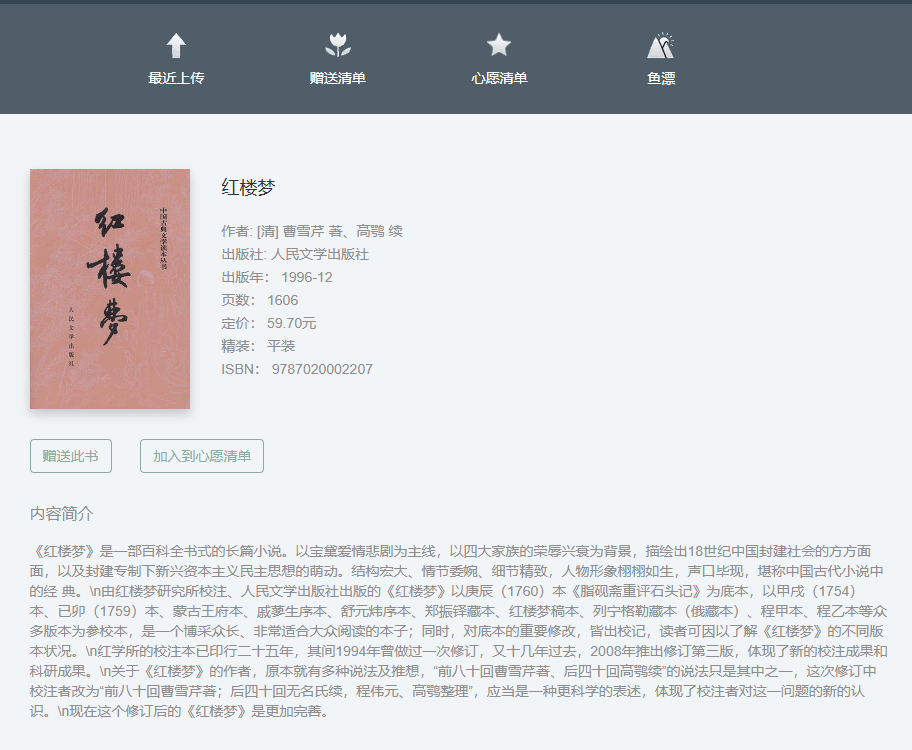 最近上传
赠送清单
心愿清单
鱼漂
红楼梦
中国古典文学读本丛书
人民文学出版社
红楼梦
作者: [清] 曹雪芹 著、高鹗 续
出版社: 人民文学出版社
出版年： 1996-12
页数： 1606
定价： 59.70元
精装： 平装
ISBN： 9787020002207
赠送此书
加入到心愿清单
内容简介
《红楼梦》是一部百科全书式的长篇小说。以宝黛爱情悲剧为主线，以四大家族的荣辱兴衰为背景，描绘出18世纪中国封建社会的方方面
面，以及封建专制下新兴资本主义民主思想的萌动。结构宏大、情节委婉、细节精致，人物形象栩栩如生，声口毕现，堪称中国古代小说中
的经 典。\n由红楼梦研究所校注、人民文学出版社出版的《红楼梦》以庚辰（1760）本《脂砚斋重评石头记》为底本，以甲戌（1754）
本、已卯（1759）本、蒙古王府本、戚蓼生序本、舒元炜序本、郑振铎藏本、红楼梦稿本、列宁格勒藏本（俄藏本）、程甲本、程乙本等众
多版本为参校本，是一个博采众长、非常适合大众阅读的本子；同时，对底本的重要修改，皆出校记，读者可因以了解《红楼梦》的不同版
本状况。\n红学所的校注本已印行二十五年，其间1994年曾做过一次修订，又十几年过去，2008年推出修订第三版，体现了新的校注成果和
科研成果。\n关于《红楼梦》的作者，原本就有多种说法及推想，“前八十回曹雪芹著、后四十回高鹗续”的说法只是其中之一，这次修订中
校注者改为“前八十回曹雪芹著；后四十回无名氏续，程伟元、高鹗整理”，应当是一种更科学的表述，体现了校注者对这一问题的新的认
识。\n现在这个修订后的《红楼梦》是更加完善。